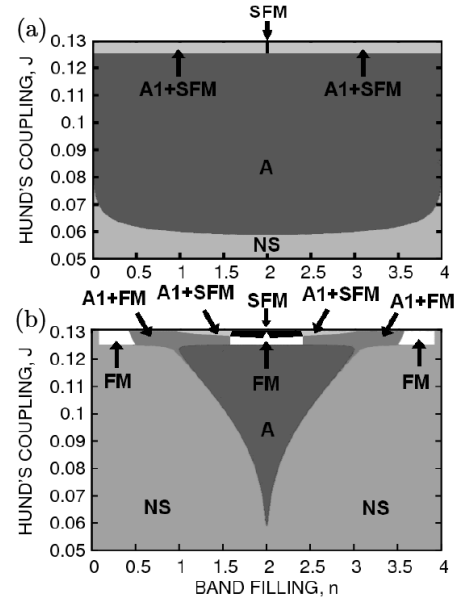 SFM
(a)
0.13
0.12
0.11
0.1
0.09
0.08
0.07
0.06
0.05
HUND'S COUPLING, J
A1+SFM
A1+SFM
A
NS
0 0.5 1 1.5 2 2.5 3 3.5 4
A1+FM
A1+SFM
SFM
A1+SFM
A1+FM
(b)
0.13
0.12
0.11
0.1
0.09
0.08
0.07
0.06
0.05
HUND'S COUPLING, J
FM
FM
FM
A
NS
NS
0 0.5 1 1.5 2 2.5 3 3.5 4
BAND FILLING, n